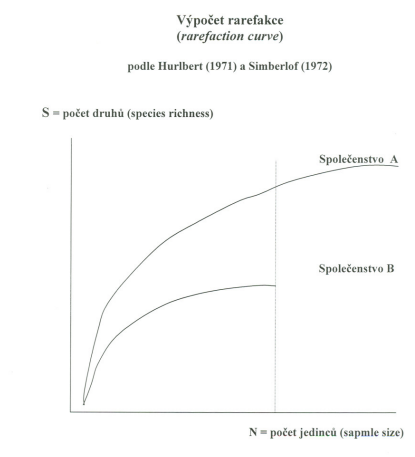 Výpočet rarefakce
(rarefaction curve)
podle Hurlbert (1971) a Simberlof (1972)
S = počet druhů (species richness)
Společenstvo A
Společenstvo B
N = počet jedinců (sapmle size)